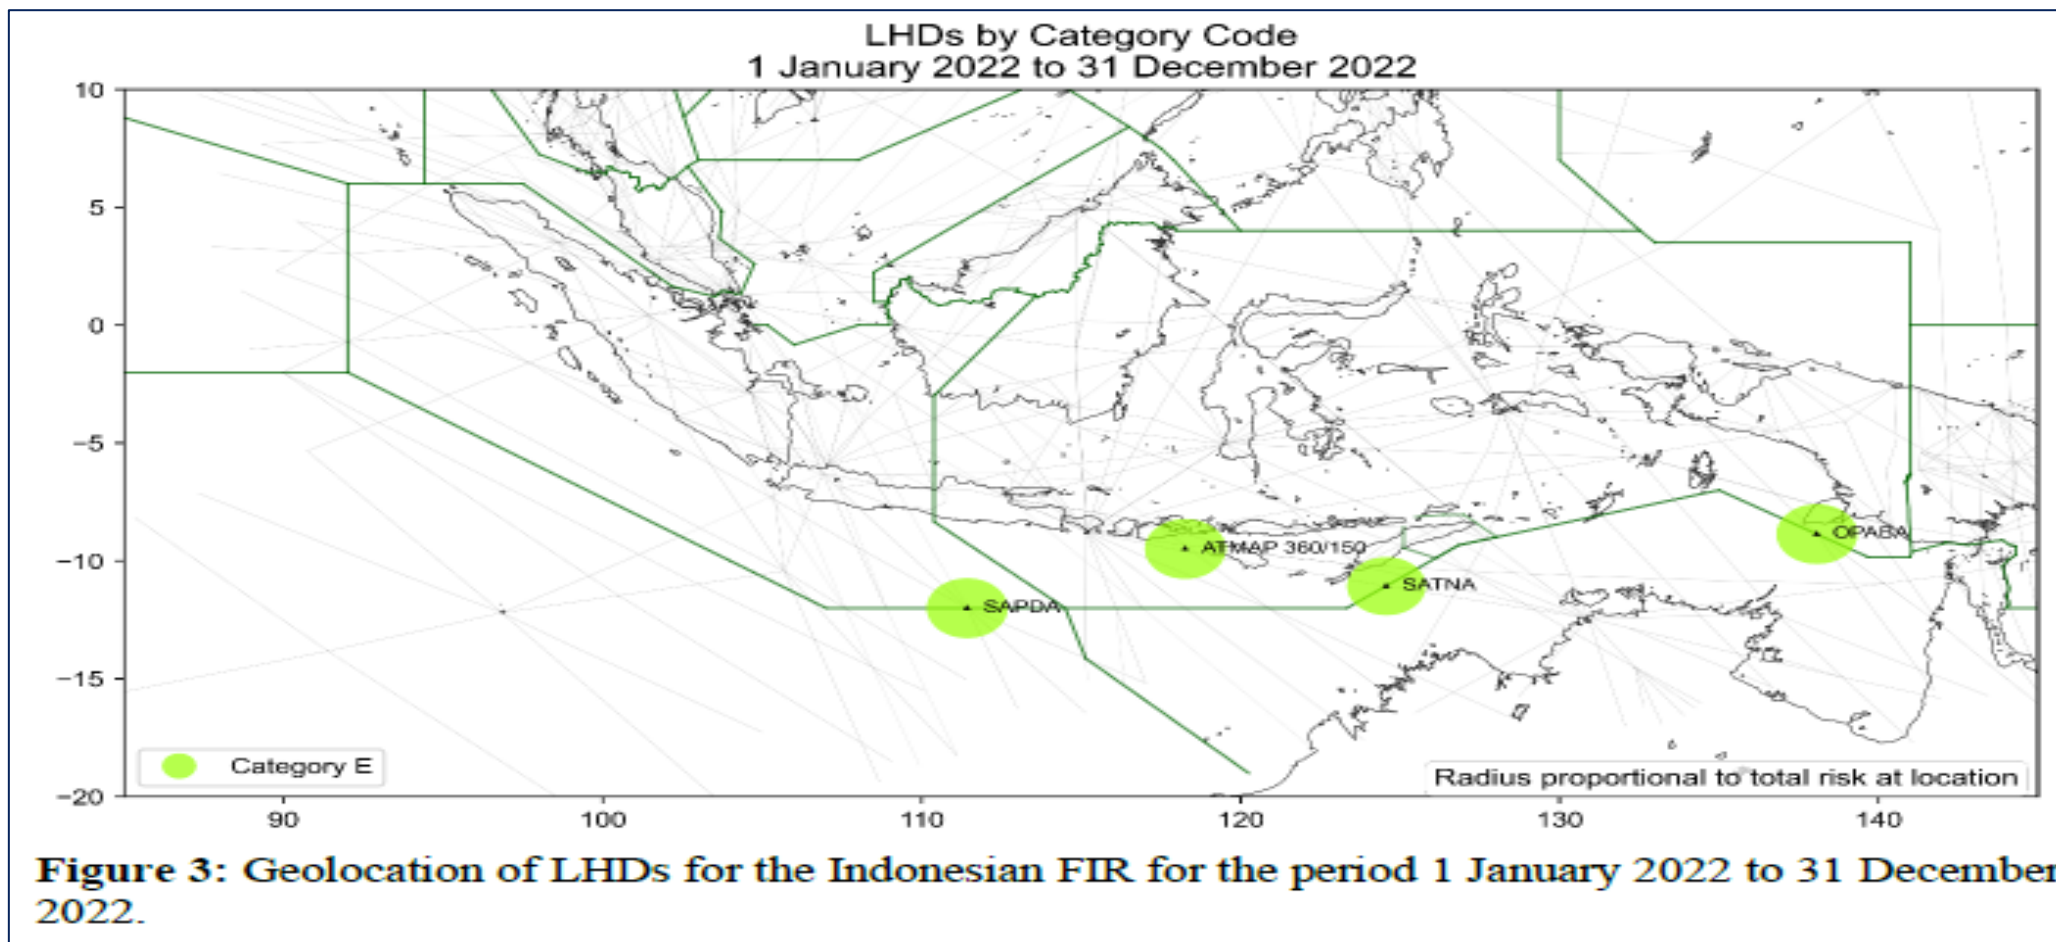 LHDs by Category Code
1 January 2022 to 31 December 2022
10
5
0
−5
−10
−15
−20
ATMAP 360/150
OPABA
SATNA
SAPDA
Category E
Radius proportional to total risk at location
90 100 110 120 130 140
Figure 3: Geolocation of LHDs for the Indonesian FIR for the period 1 January 2022 to 31 December
2022.